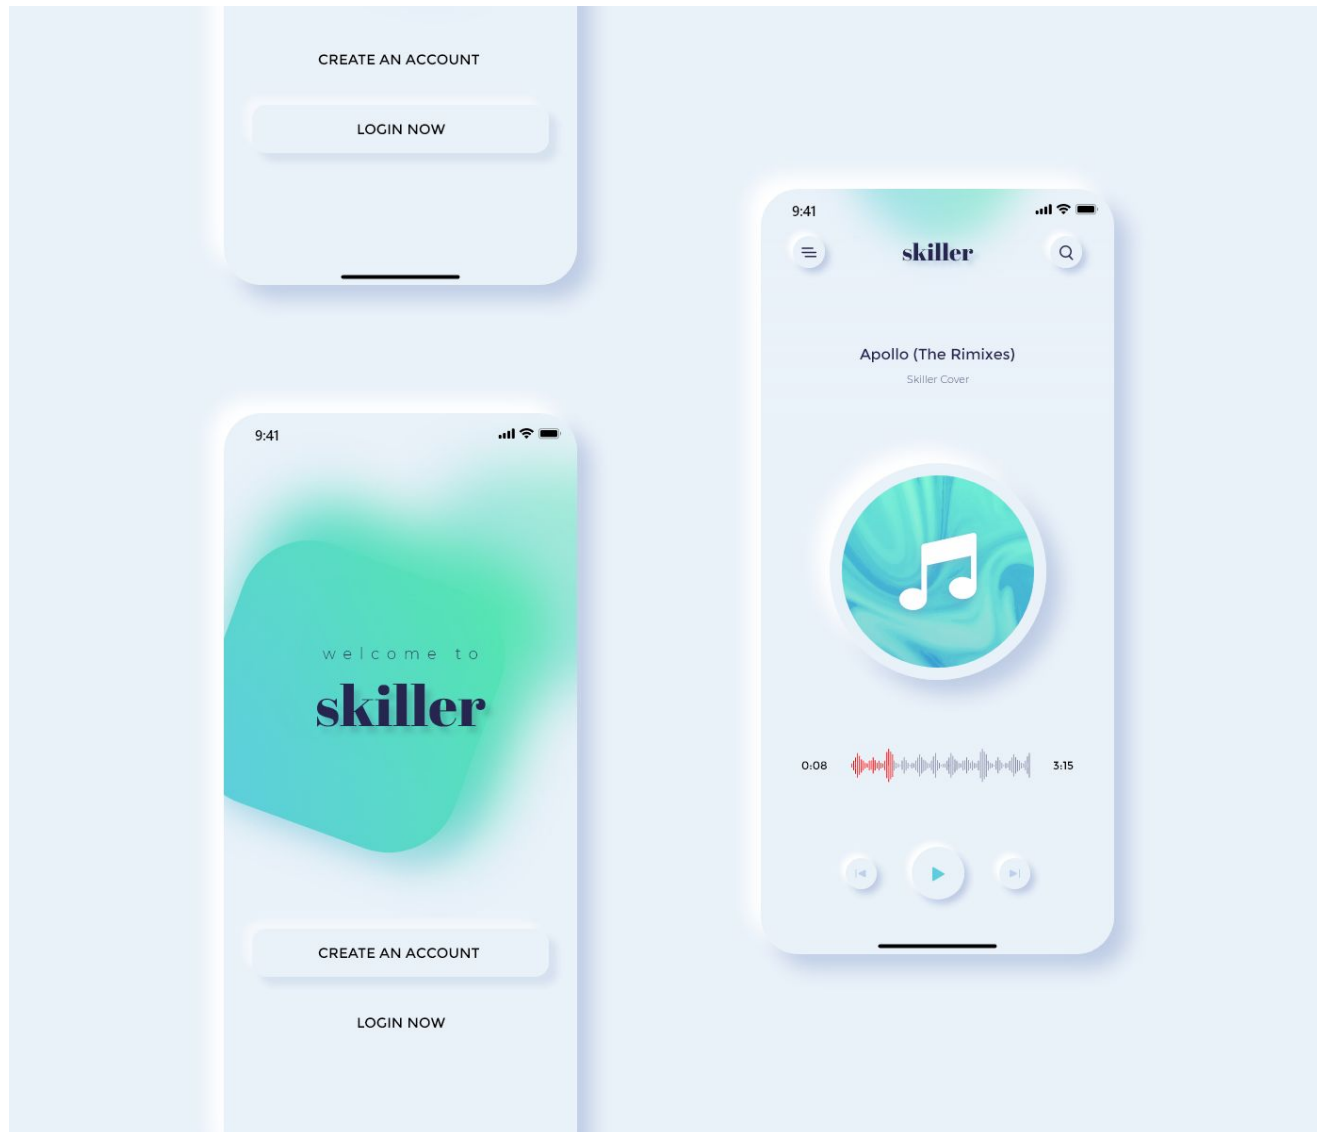 CREATE AN ACCOUNT
LOGIN NOW
9:41
welcome to
skiller
CREATE AN ACCOUNT
LOGIN NOW
9:41
skiller
Apollo (The Rimixes)
Skiller Cover
0:08
3:15